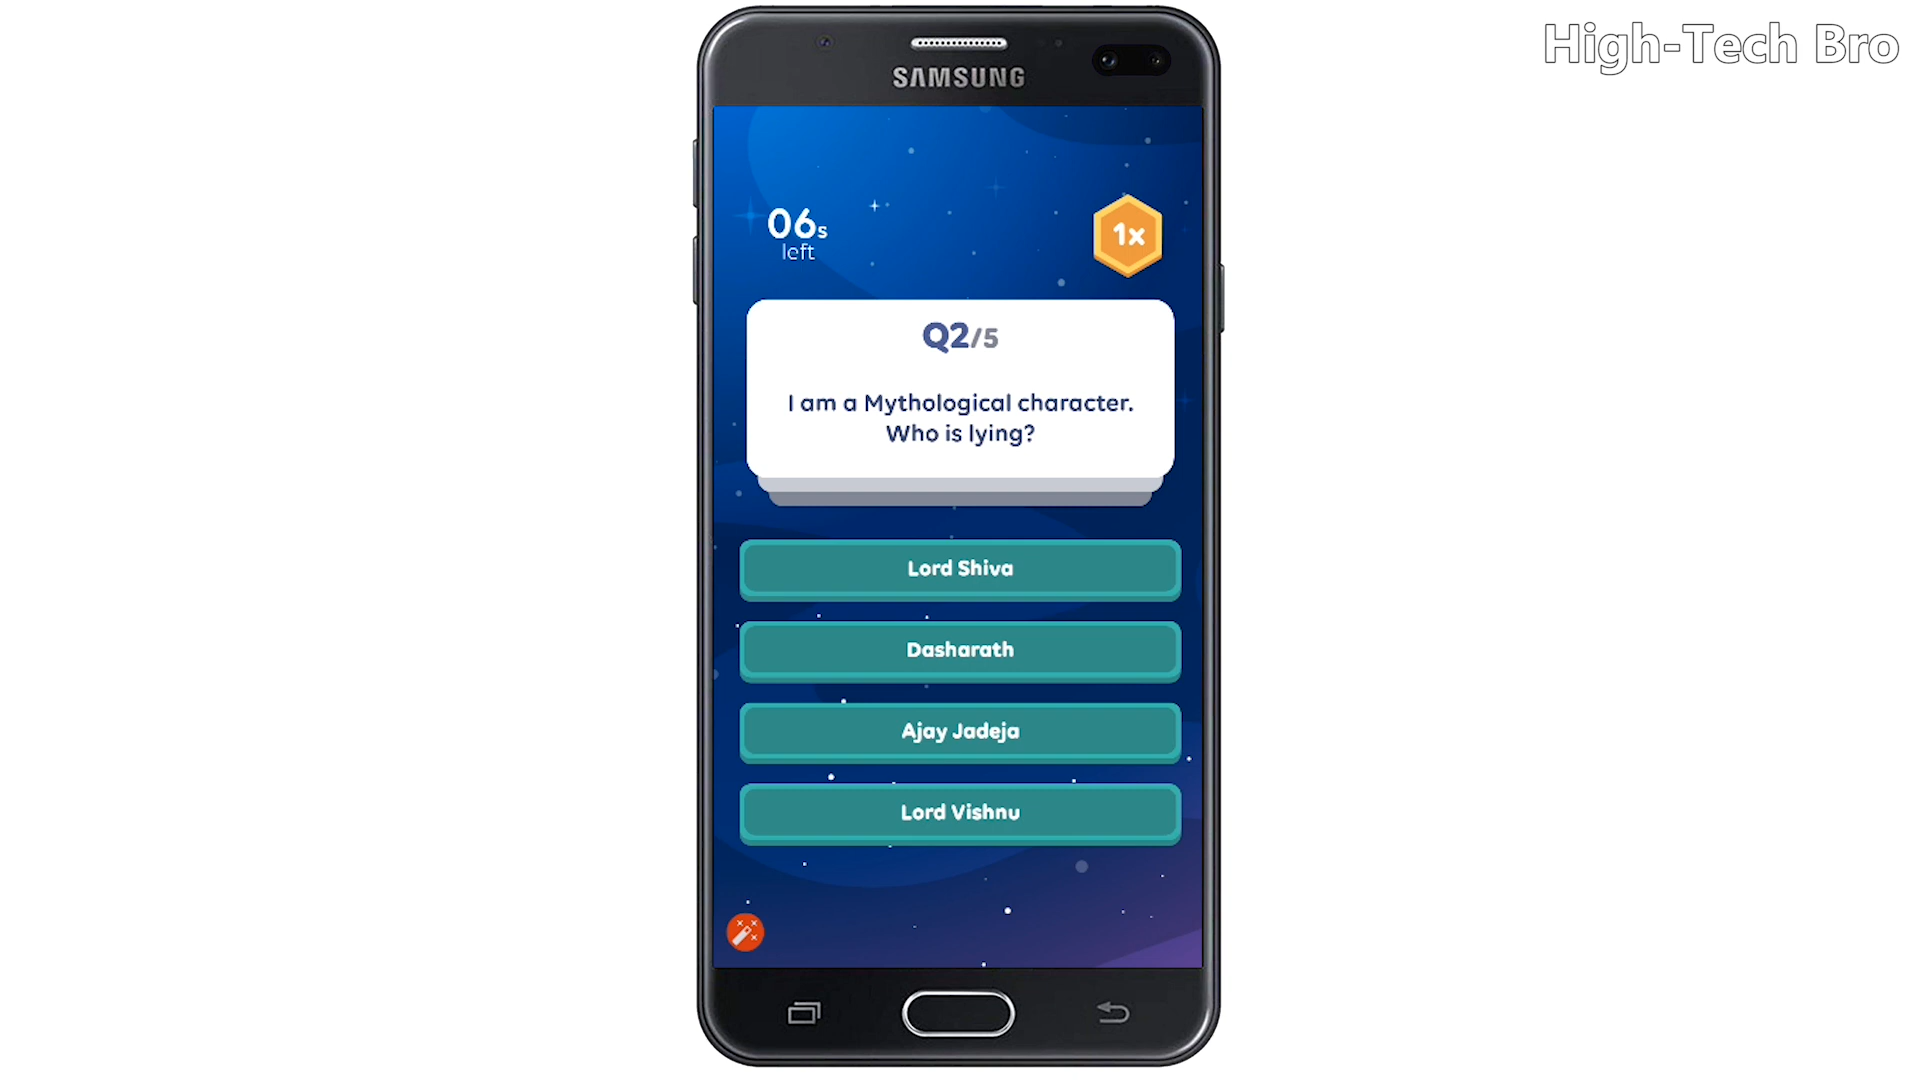 High-Tech Bro
SAMSUNG
06s
left
1x
Q2/5
I am a Mythological character.
Who is lying?
Lord Shiva
Dasharath
Ajay Jadeja
Lord Vishnu